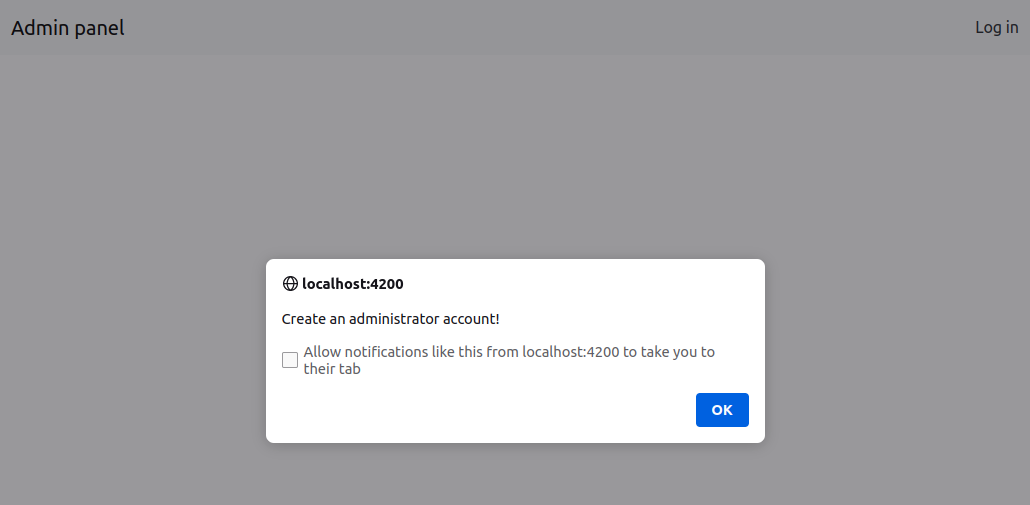 Admin panel
Log in
localhost:4200
Create an administrator account!
Allow notifications like this from localhost:4200 to take you to
their tab
OK